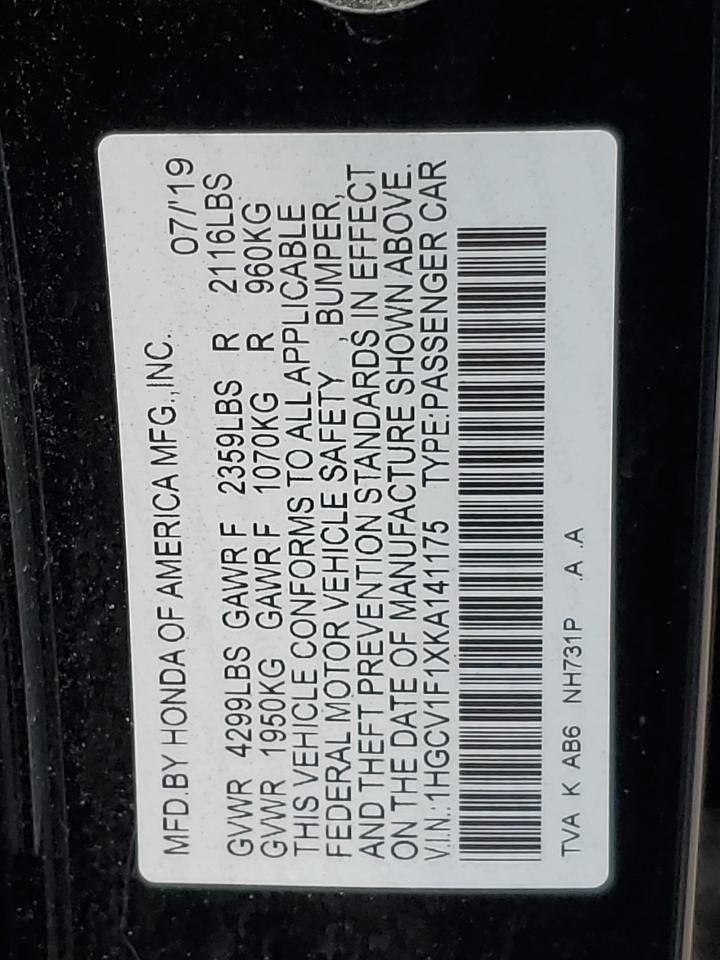 MFD.BY HONDA OF AMERICA MFG.,INC. 07/'19
GVWR 4299LBS GAWR F 2359LBS R 2116LBS
GVWR 1950KG GAWR F 1070KG R 960KG
THIS VEHICLE CONFORMS TO ALL APPLICABLE
FEDERAL MOTOR VEHICLE SAFETY , BUMPER,
AND THEFT PREVENTION STANDARDS IN EFFECT
ON THE DATE OF MANUFACTURE SHOWN ABOVE.
V.I.N.:1HGCV1F1XKA141175 TYPE:PASSENGER CAR
TVA K AB6 NH731P .A .A